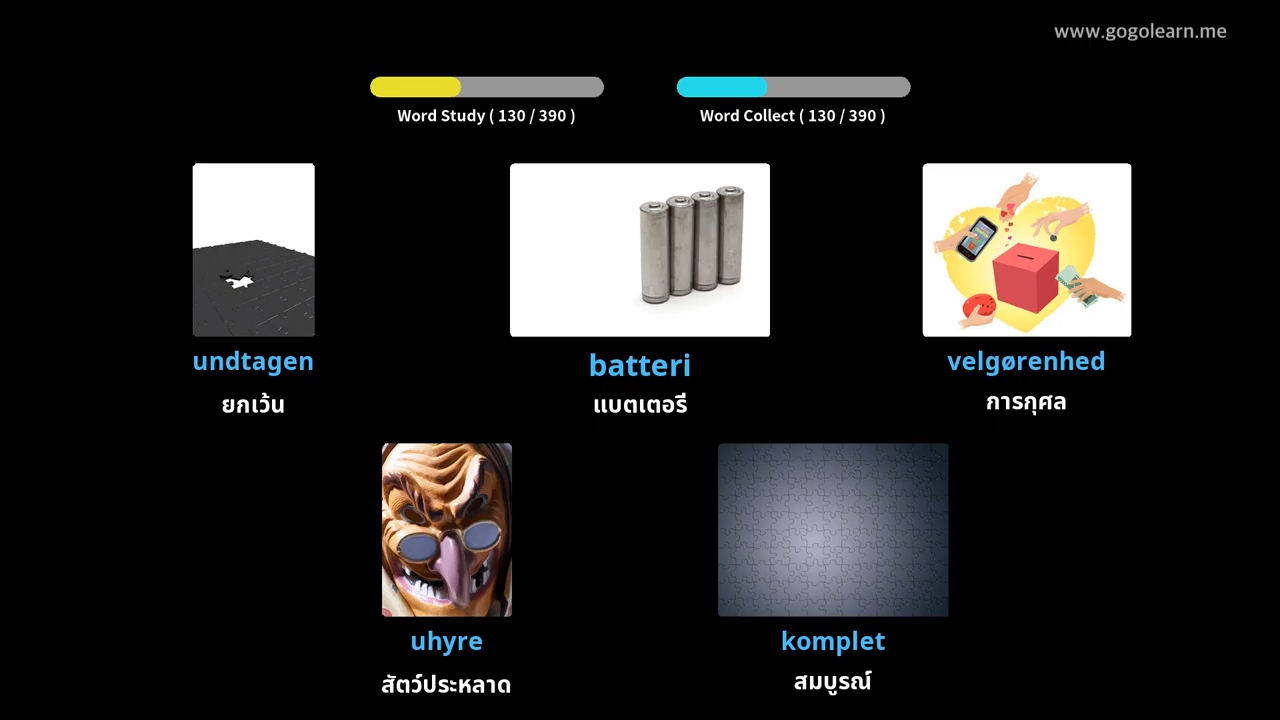 www.gogolearn.me
Word Study ( 130 / 390 )
Word Collect ( 130 / 390 )
undtagen
ยกเว้น
batteri
แบตเตอรี่
velgørenhed
การกุศล
uhyre
สัตว์ประหลาด
komplet
สมบูรณ์